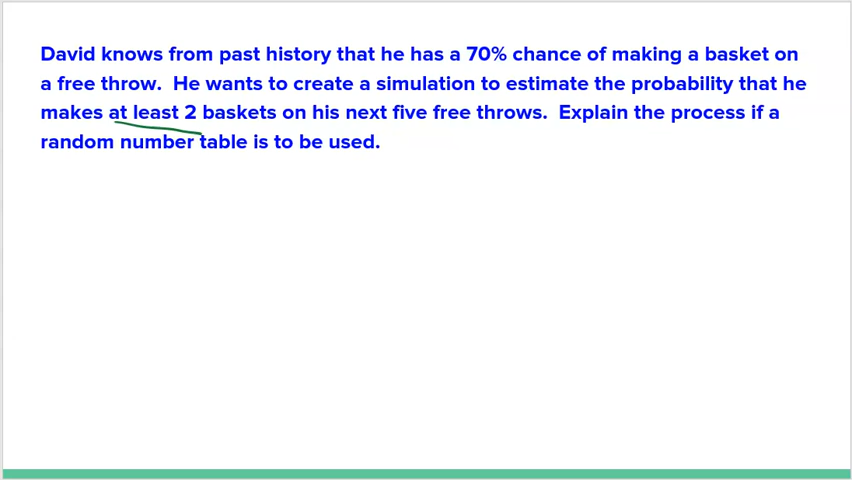 David knows from past history that he has a 70% chance of making a basket on
a free throw.  He wants to create a simulation to estimate the probability that he
makes at least 2 baskets on his next five free throws.  Explain the process if a
random number table is to be used.